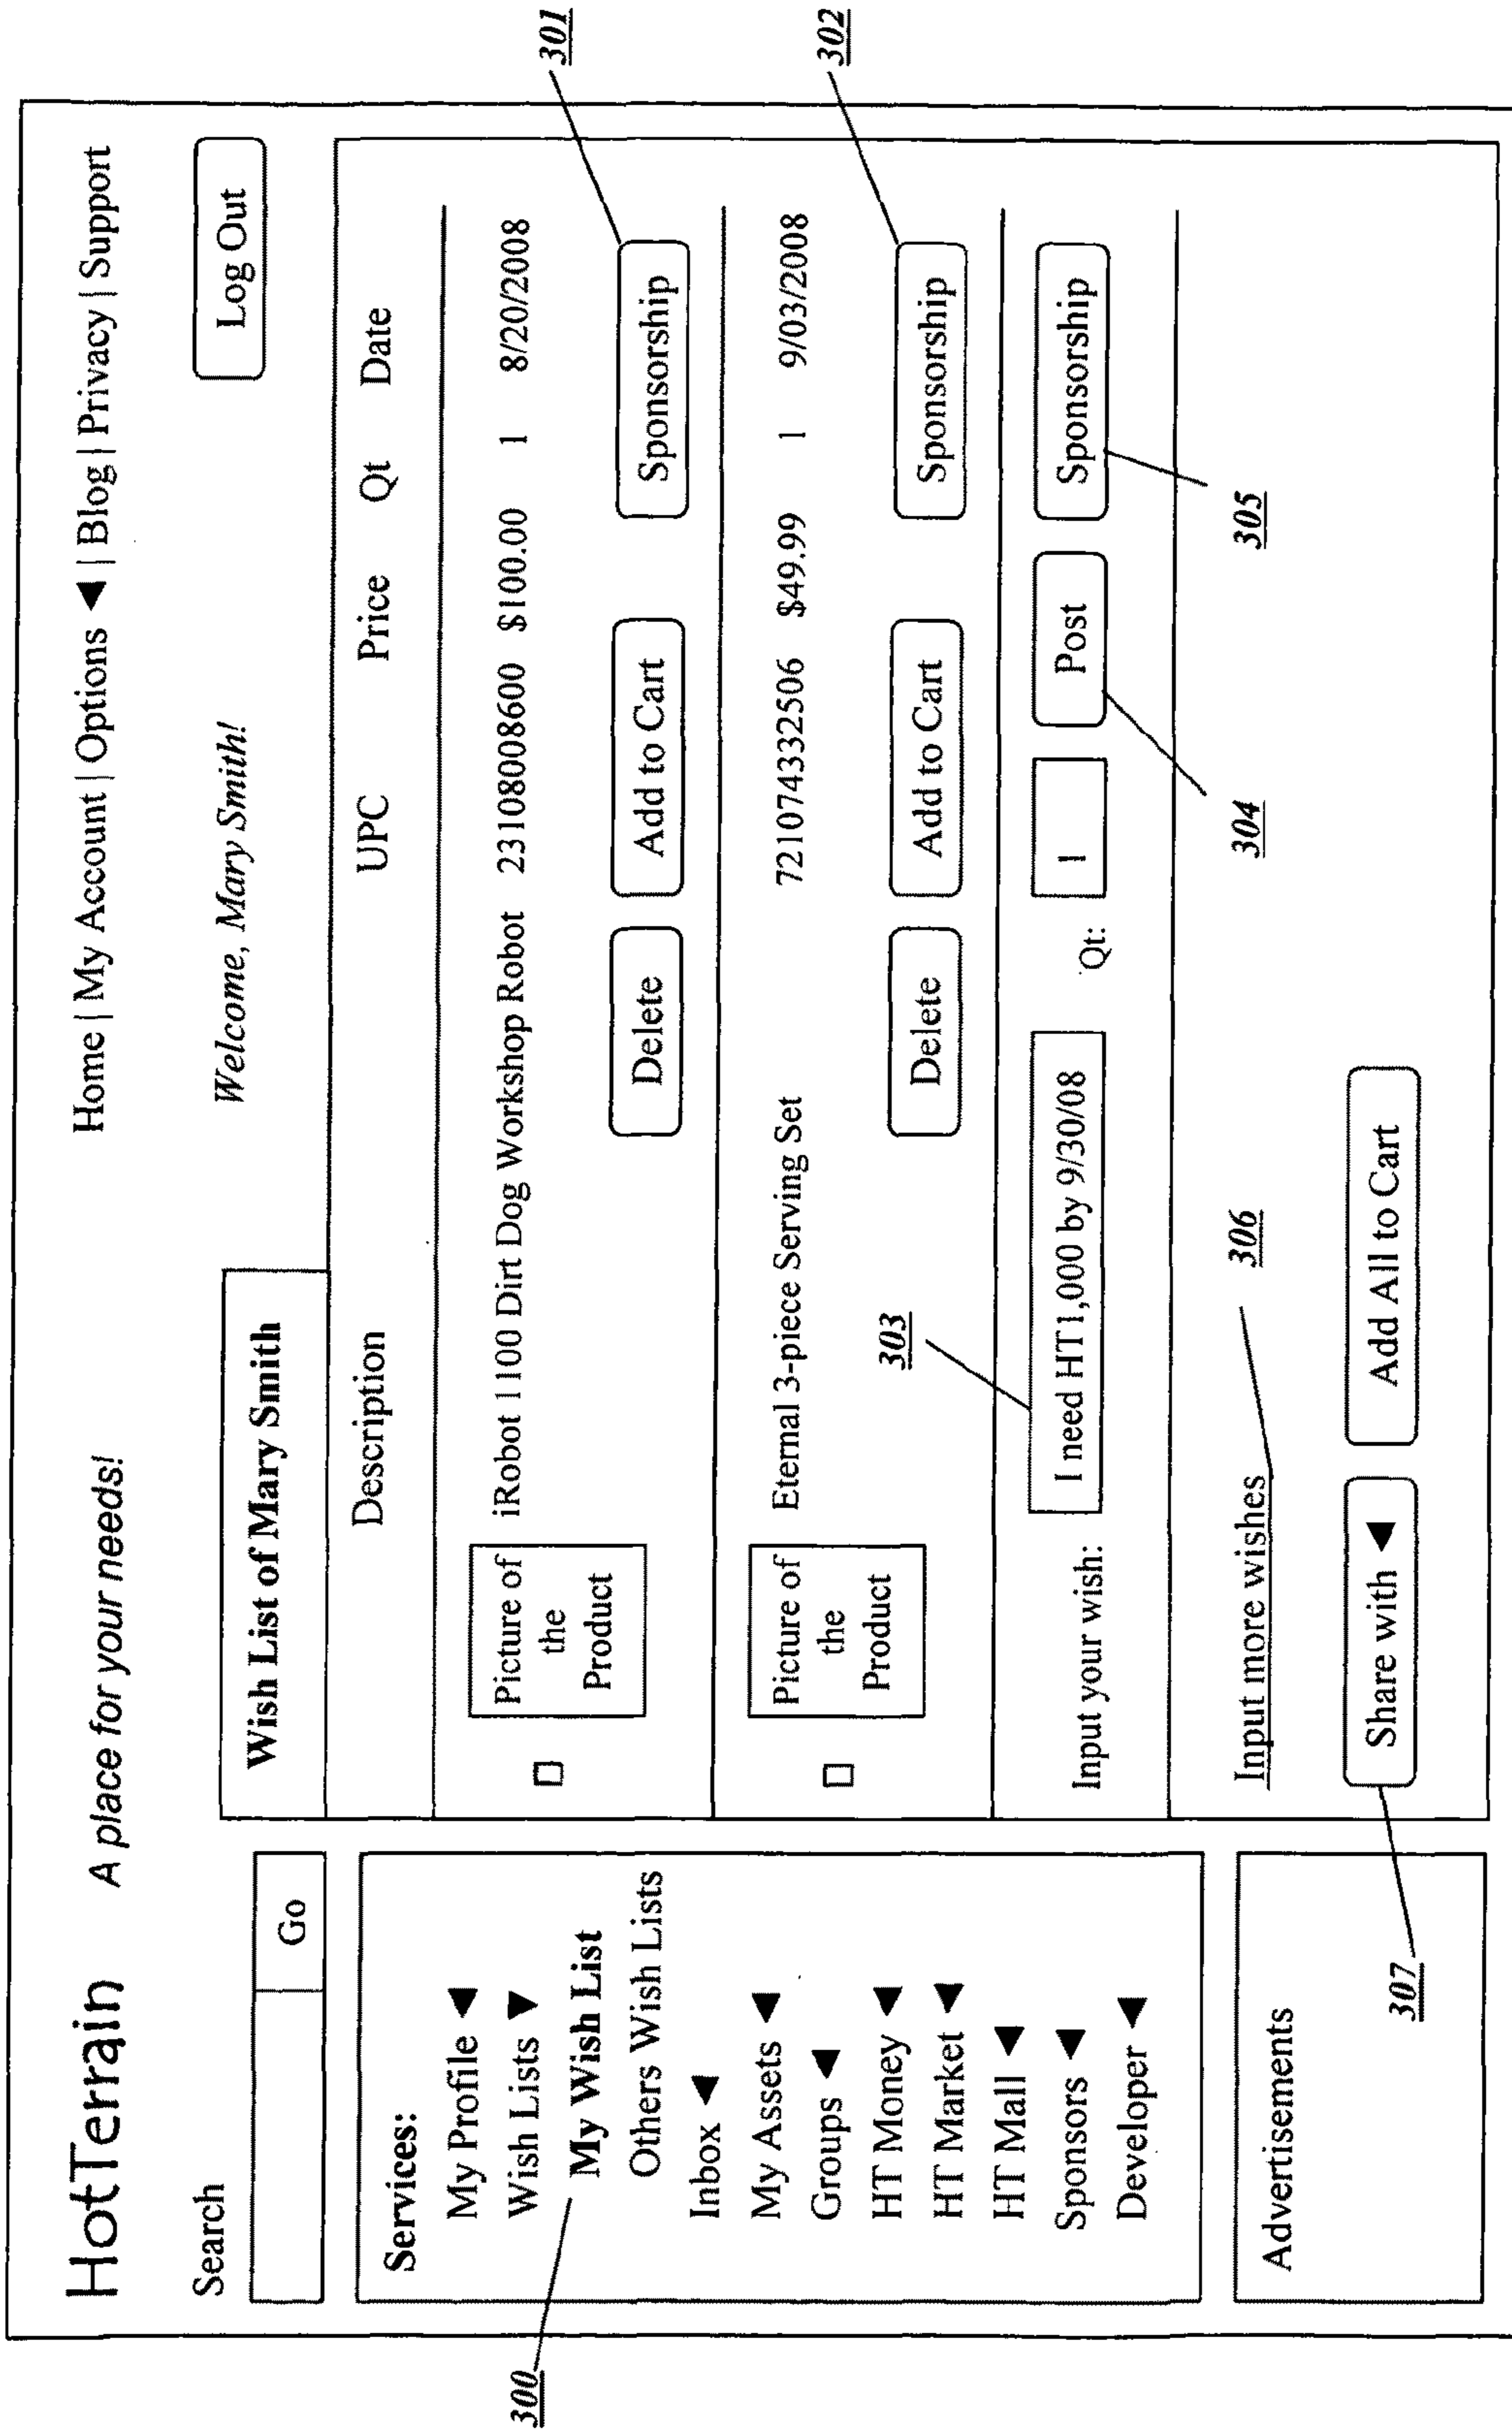 HotTerrain A place for your needs! Home | My Account | Options ◀ | Blog | Privacy | Support
Search
Go
Welcome, Mary Smith!
Log Out
Services:
My Profile ◀
Wish Lists ▼
My Wish List
Others Wish Lists
Inbox ◀
My Assets ◀
Groups ◀
HT Money ◀
HT Market ◀
HT Mall ◀
Sponsors ◀
Developer ◀
300
Advertisements
Wish List of Mary Smith
Description UPC Price Qt Date
Picture of
the
Product
iRobot 1100 Dirt Dog Workshop Robot 23108008600 $100.00 1 8/20/2008
Delete Add to Cart Sponsorship
301
Picture of
the
Product
Eternal 3-piece Serving Set 72107432506 $49.99 1 9/03/2008
Delete Add to Cart Sponsorship
302
303
Input your wish: I need HT1,000 by 9/30/08 Qt: 1 Post Sponsorship
304
305
306
Input more wishes
Share with ◀ Add All to Cart
307